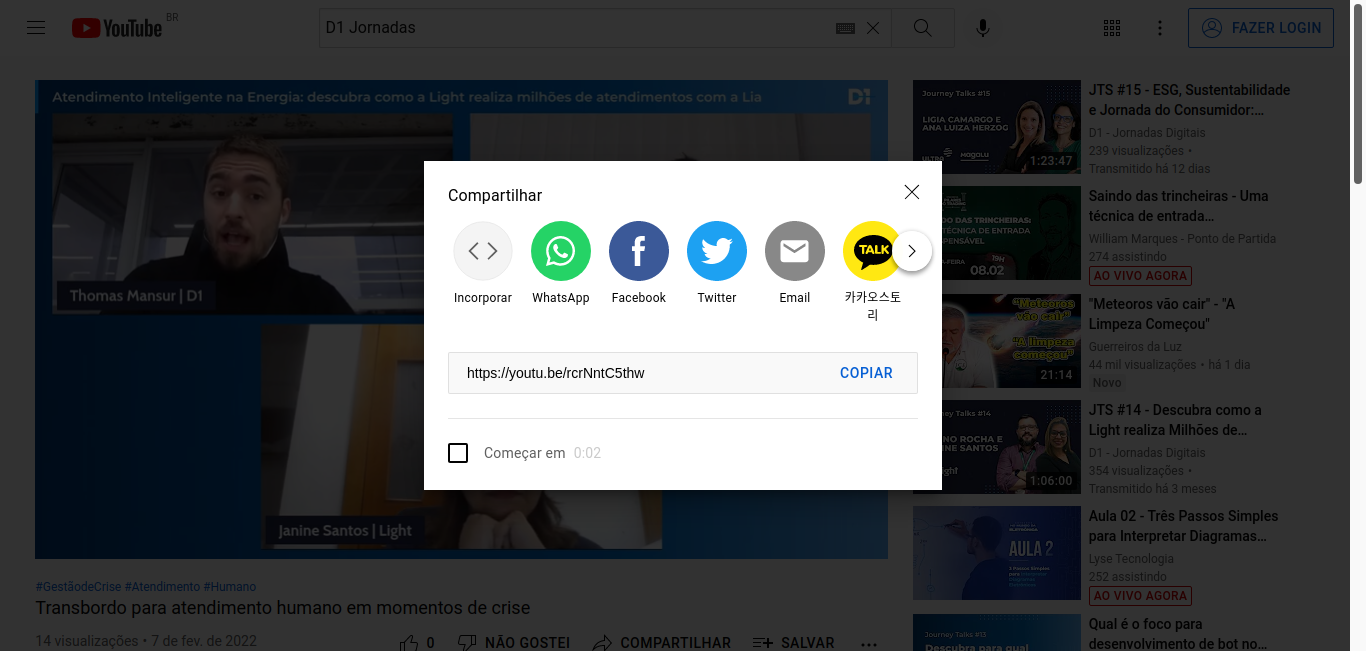 YouTube BR
D1 Jornadas
FAZER LOGIN
Atendimento Inteligente na Energia: descubra como a Light realiza milhões de atendimentos com a Lia
D!
Thomas Mansur | D1
Janine Santos | Light
Compartilhar
Incorporar
WhatsApp
Facebook
Twitter
Email
TALK
카카오스토
리
https://youtu.be/rcrNntC5thw
COPIAR
Começar em 0:02
#GestãodeCrise #Atendimento #Humano
Transbordo para atendimento humano em momentos de crise
14 visualizações • 7 de fev. de 2022
0
NÃO GOSTEI
COMPARTILHAR
SALVAR
Journey Talks #15
LIGIA CAMARGO E
ANA LUIZA HERZOG
ULTRA
MAGALU
1:23:47
JTS #15 - ESG, Sustentabilidade
e Jornada do Consumidor:...
D1 - Jornadas Digitais
239 visualizações •
Transmitido há 12 dias
DAS TRINCHEIRAS:
TÉCNICA DE ENTRADA
08.02
Saindo das trincheiras - Uma
técnica de entrada...
William Marques - Ponto de Partida
274 assistindo
AO VIVO AGORA
"Meteoros
vão cair"
"A limpeza
começou"
21:14
"Meteoros vão cair" - "A
Limpeza Começou"
Guerreiros da Luz
44 mil visualizações • há 1 dia
Novo
Talks #14
NO ROCHA E
NE SANTOS
1:06:00
JTS #14 - Descubra como a
Light realiza Milhões de...
D1 - Jornadas Digitais
354 visualizações •
Transmitido há 3 meses
AULA 2
Aula 02 - Três Passos Simples
para Interpretar Diagramas...
Lyse Tecnologia
252 assistindo
AO VIVO AGORA
Journey Talks #13
Descubra para qual
Qual é o foco para
desenvolvimento de bot no...